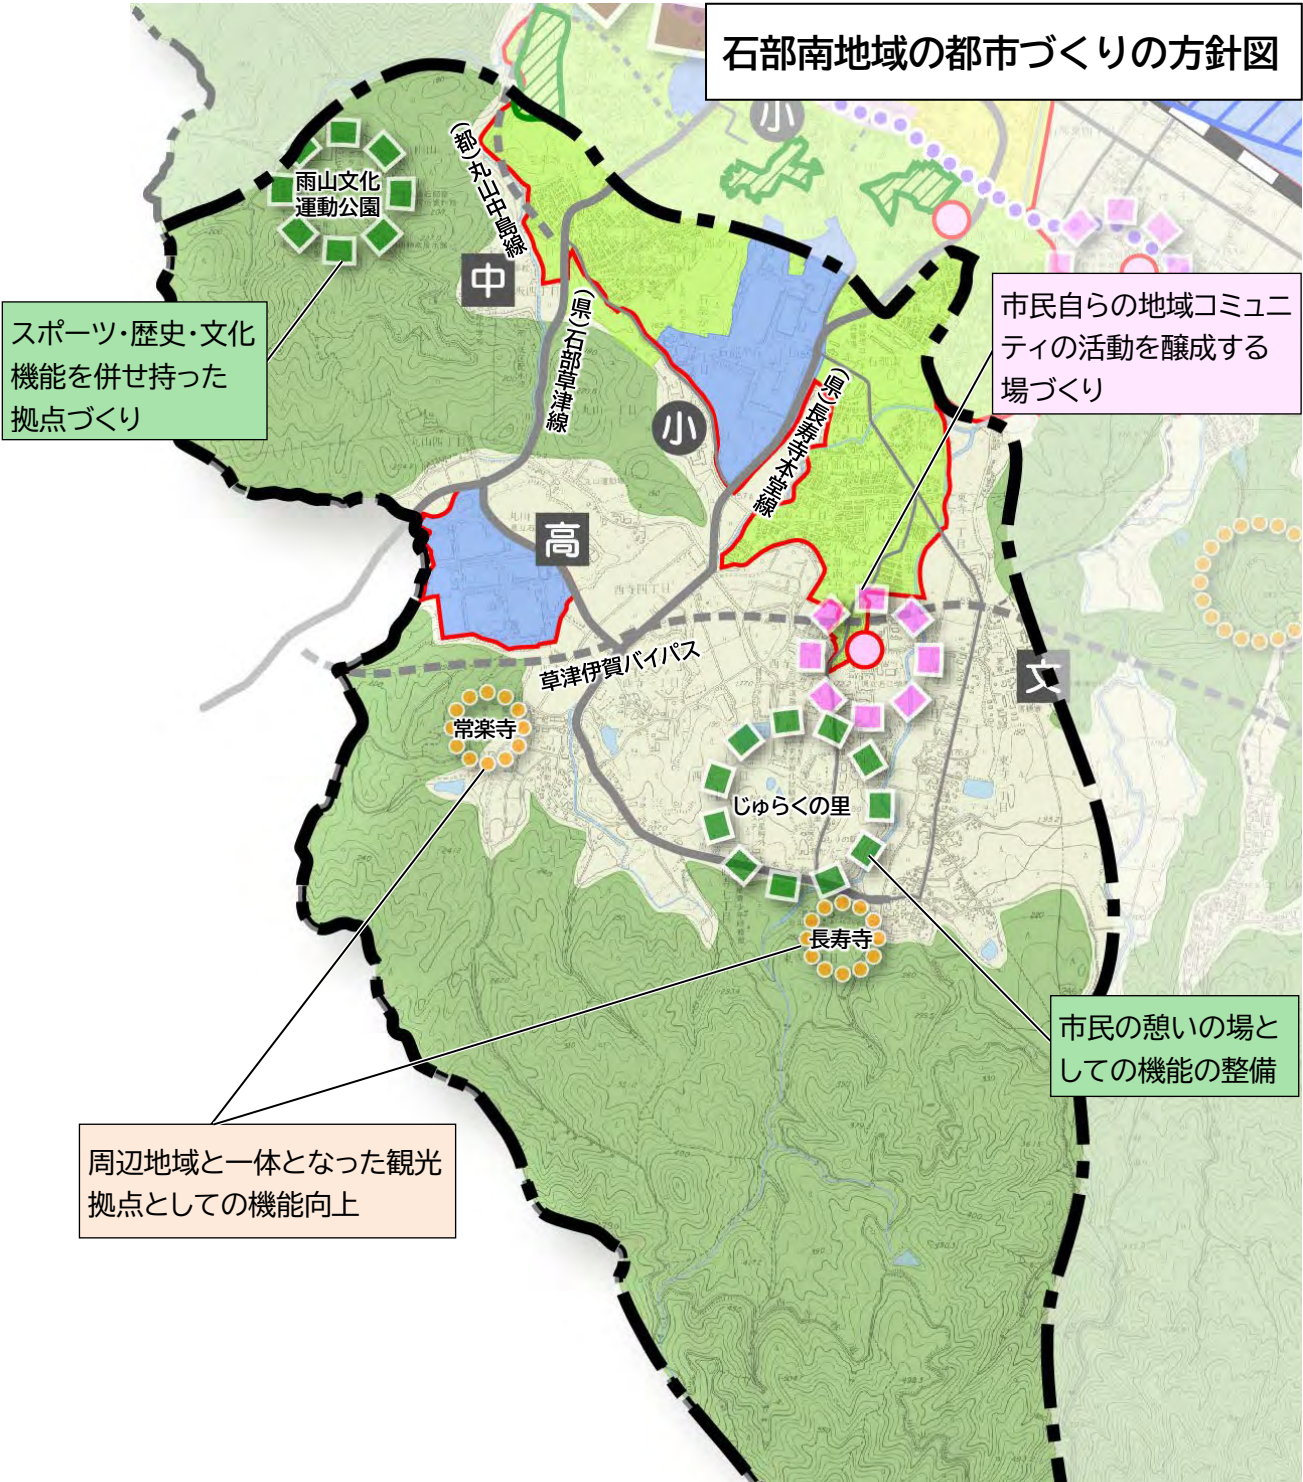 石部南地域の都市づくりの方針図
小
雨山文化
運動公園
(都)丸山中島線
中
(県)石部草津線
スポーツ・歴史・文化
機能を併せ持った
拠点づくり
市民自らの地域コミュニ
ティの活動を醸成する
場づくり
小
(県)長寿寺本堂線
高
草津伊賀バイパス
文
常楽寺
じゅらくの里
長寿寺
市民の憩いの場と
しての機能の整備
周辺地域と一体となった観光
拠点としての機能向上